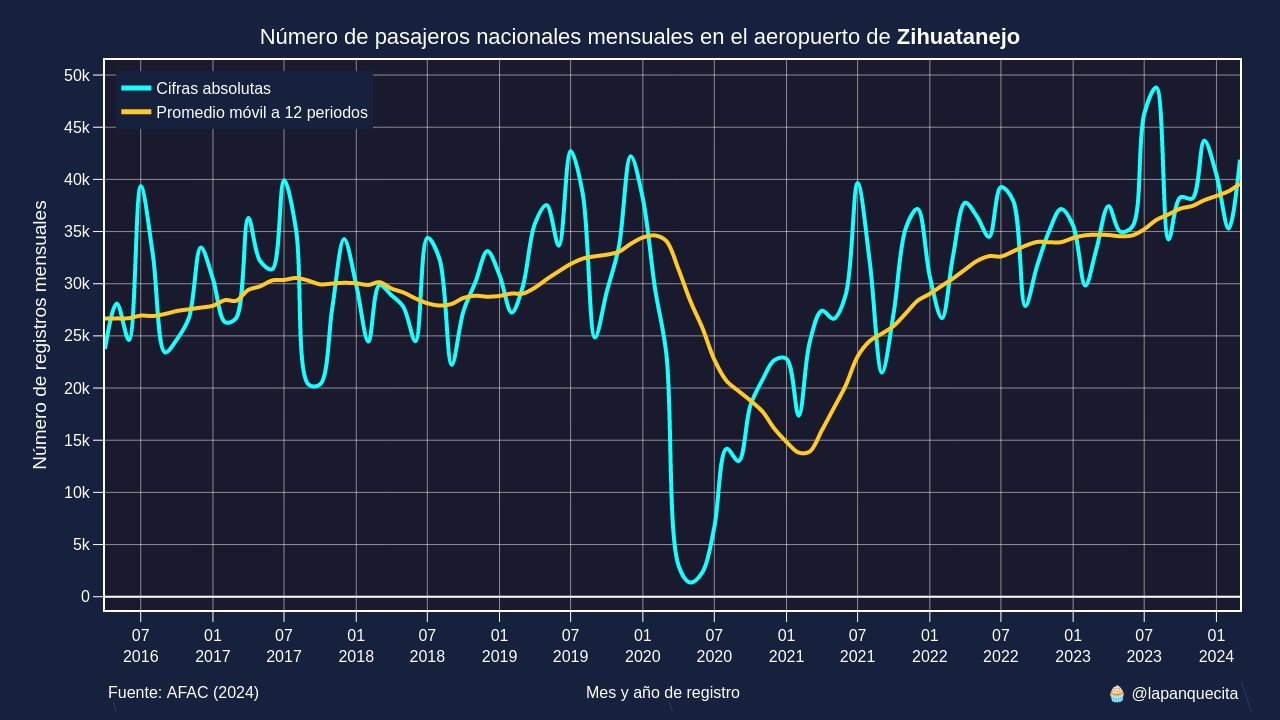 Número de pasajeros nacionales mensuales en el aeropuerto de Zihuatanejo
Cifras absolutas
Promedio móvil a 12 periodos
Número de registros mensuales
50k
45k
40k
35k
30k
25k
20k
15k
10k
5k
0
07 01 07 01 07 01 07 01 07 01 07 01 07 01 07 01
2016 2017 2017 2018 2018 2019 2019 2020 2020 2021 2021 2022 2022 2023 2023 2024
Fuente: AFAC (2024) Mes y año de registro 🧁 @lapanquecita